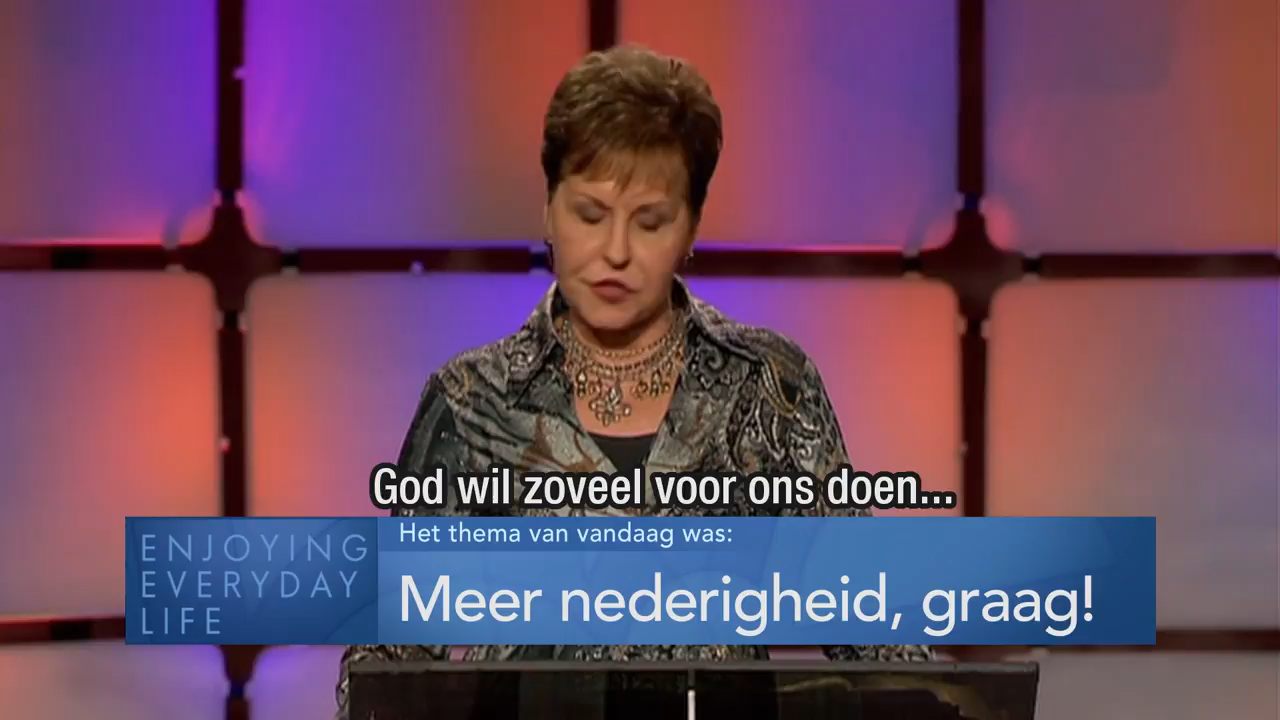 God wil zoveel voor ons doen...
Het thema van vandaag was:
ENJOYING
EVERYDAY
LIFE
Meer nederigheid, graag!